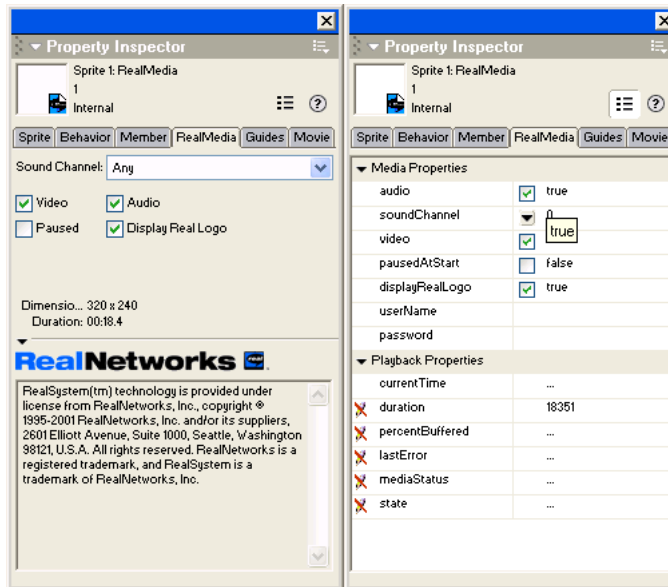 Property Inspector
Sprite 1: RealMedia
1
Internal
Sprite Behavior Member RealMedia Guides Movie
Sound Channel: Any
Video Audio
Paused Display Real Logo
Dimensio... 320 x 240
Duration: 00:18.4
RealNetworks
RealSystem(tm) technology is provided under
license from RealNetworks, Inc., copyright ®
1995-2001 RealNetworks, Inc. and/or its suppliers,
2601 Elliott Avenue, Suite 1000, Seattle, Washington
98121, U.S.A. All rights reserved. RealNetworks is a
registered trademark, and RealSystem is a
trademark of RealNetworks, Inc.
Property Inspector
Sprite 1: RealMedia
1
Internal
Sprite Behavior Member RealMedia Guides Movie
Media Properties
audio true
soundChannel 0
video true
pausedAtStart false
displayRealLogo true
userName
password
Playback Properties
currentTime ...
duration 18351
percentBuffered ...
lastError ...
mediaStatus ...
state ...